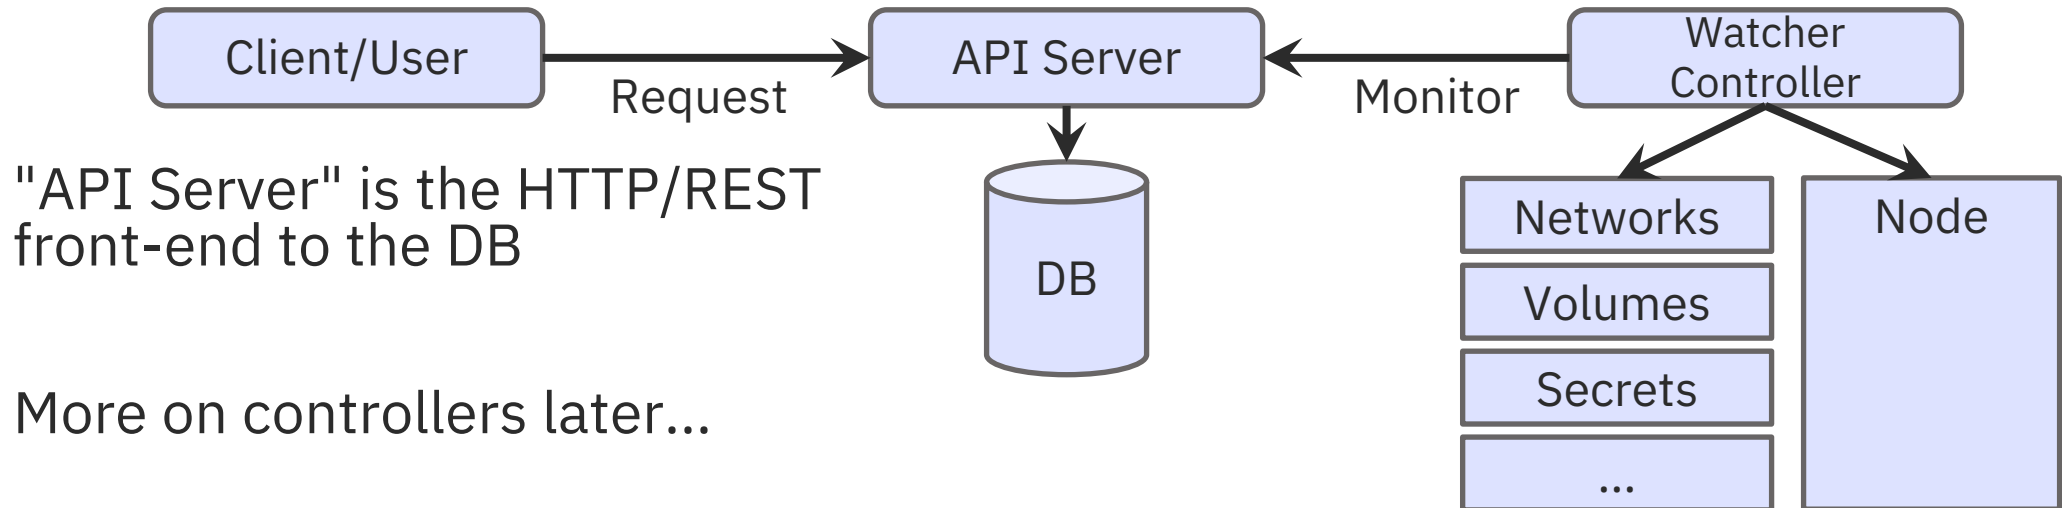 Client/User
Request
API Server
Monitor
Watcher
Controller
"API Server" is the HTTP/REST
front-end to the DB
DB
Networks
Volumes
Secrets
...
Node
More on controllers later...